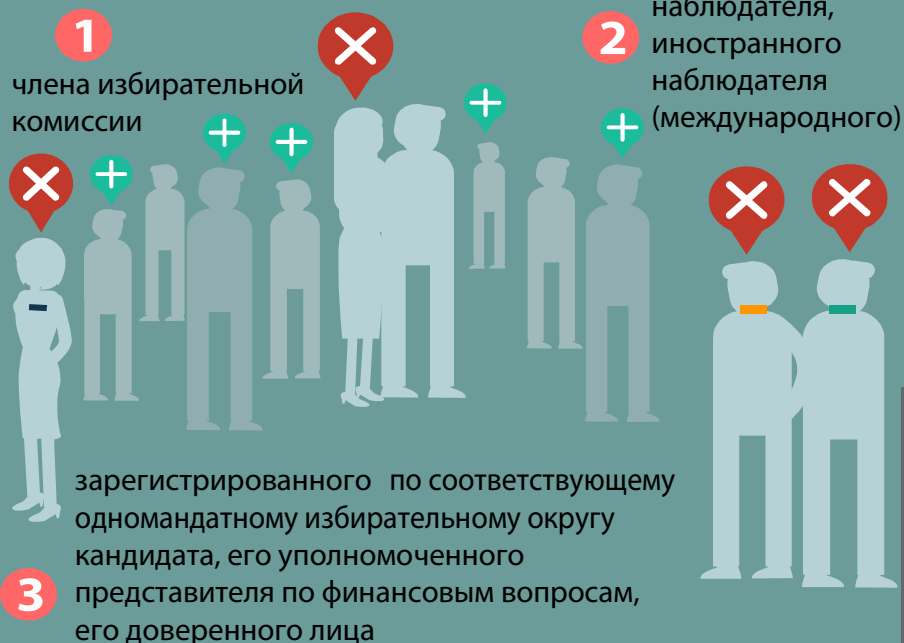 1
члена избирательной
комиссии
2
наблюдателя,
иностранного
наблюдателя
(международного)
3
зарегистрированного по соответствующему
одномандатному избирательному округу
кандидата, его уполномоченного
представителя по финансовым вопросам,
его доверенного лица